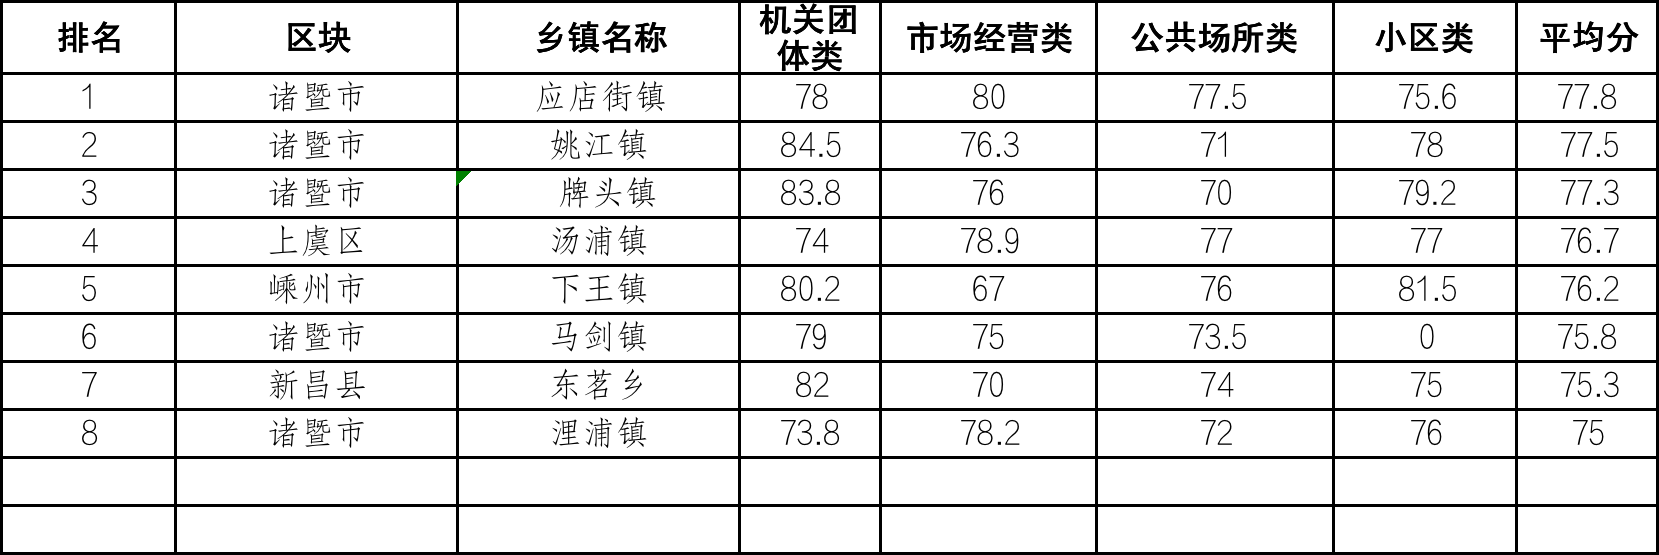 排名 区块 乡镇名称 机关团体类 市场经营类 公共场所类 小区类 平均分
1 诸暨市 应店街镇 78 80 77.5 75.6 77.8
2 诸暨市 姚江镇 84.5 76.3 71 78 77.5
3 诸暨市 牌头镇 83.8 76 70 79.2 77.3
4 上虞区 汤浦镇 74 78.9 77 77 76.7
5 嵊州市 下王镇 80.2 67 76 81.5 76.2
6 诸暨市 马剑镇 79 75 73.5 0 75.8
7 新昌县 东茗乡 82 70 74 75 75.3
8 诸暨市 浬浦镇 73.8 78.2 72 76 75